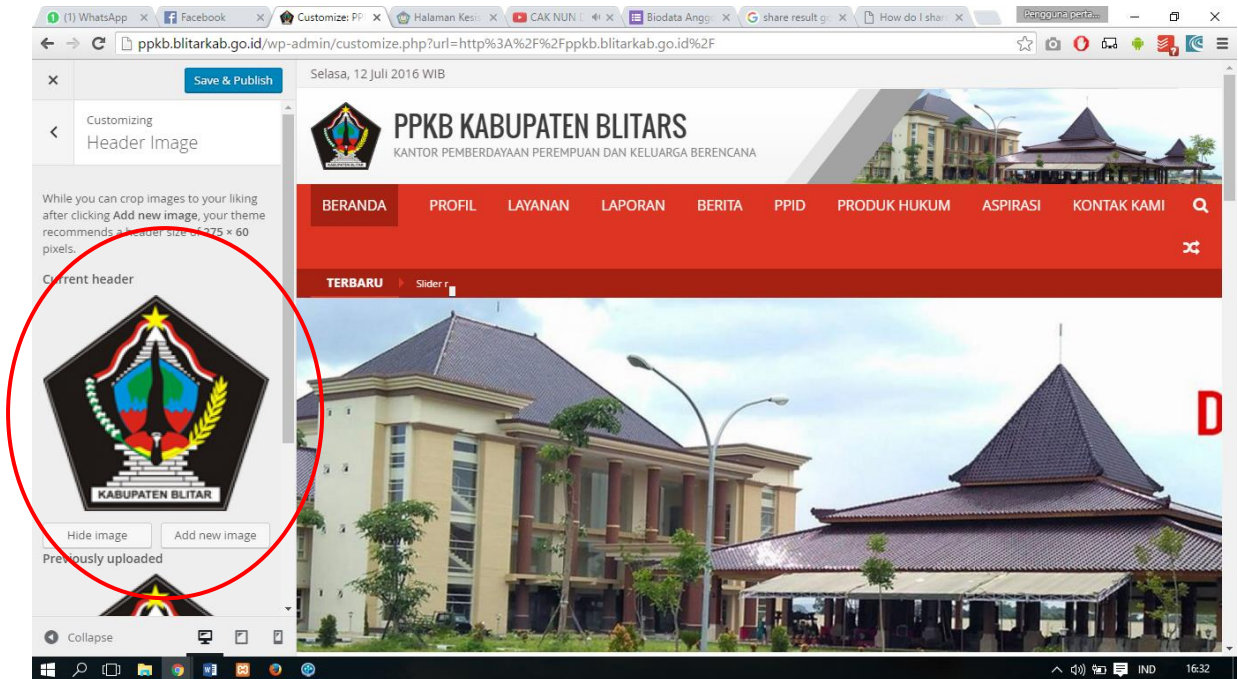 (1) WhatsApp
Facebook
Customize: PP
Halaman Kesis
CAK NUN D
Biodata Anggo
share result g
How do I shar
Pengguna perta...
ppkb.blitarkab.go.id/wp-admin/customize.php?url=http%3A%2F%2Fppkb.blitarkab.go.id%2F
Save & Publish
Customizing
Header Image
While you can crop images to your liking
after clicking Add new image, your theme
recommends a header size of 275 × 60
pixels.
Current header
KABUPATEN BLITAR
Hide image
Add new image
Previously uploaded
Collapse
Selasa, 12 Juli 2016 WIB
PPKB KABUPATEN BLITARS
KANTOR PEMBERDAYAAN PEREMPUAN DAN KELUARGA BERENCANA
BERANDA PROFIL LAYANAN LAPORAN BERITA PPID PRODUK HUKUM ASPIRASI KONTAK KAMI
TERBARU
Slider r
D
IND
16:32